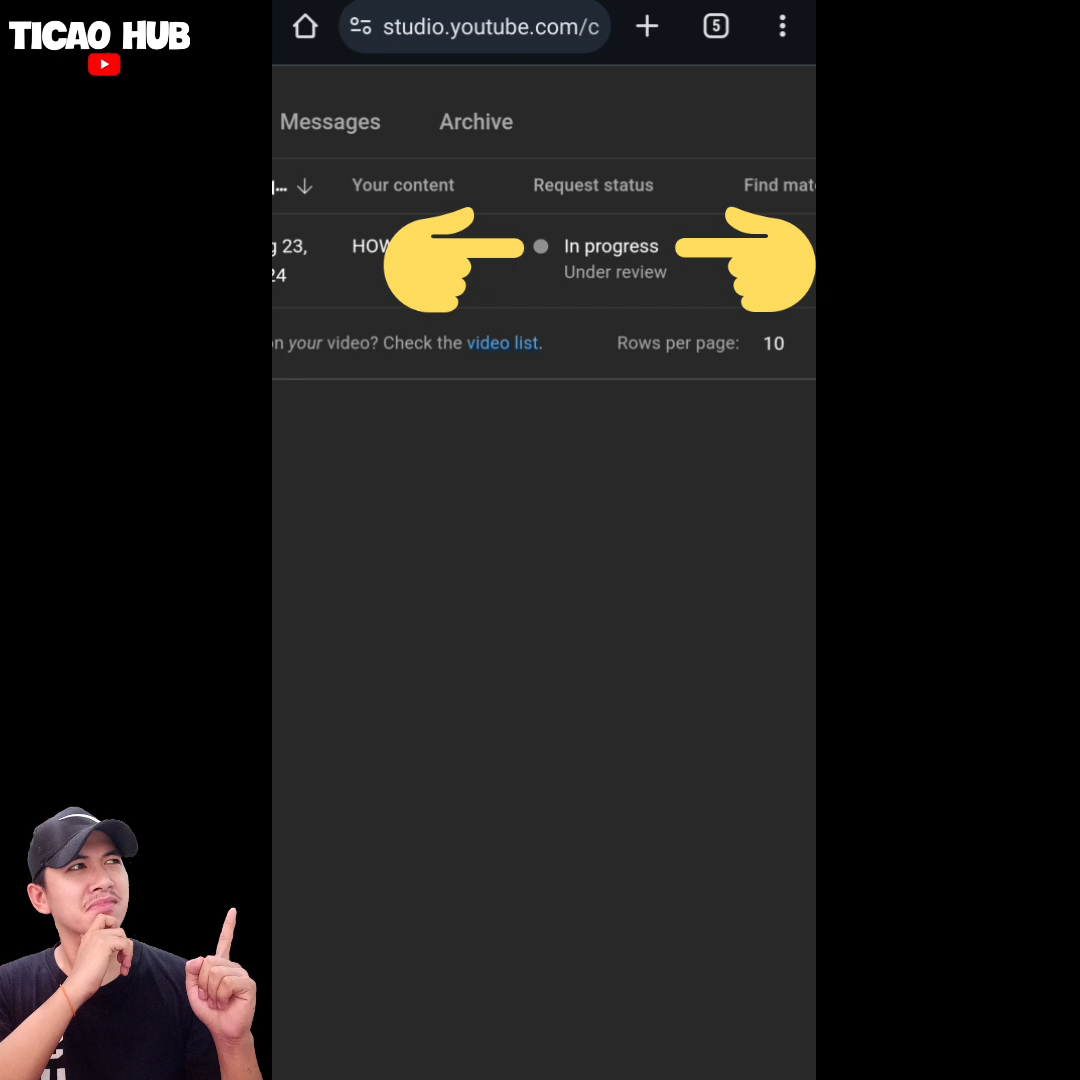 TICAO HUB
studio.youtube.com/c
5
Messages Archive
... Your content Request status Find mat
23, HOW In progress
24 Under review
your video? Check the video list. Rows per page: 10